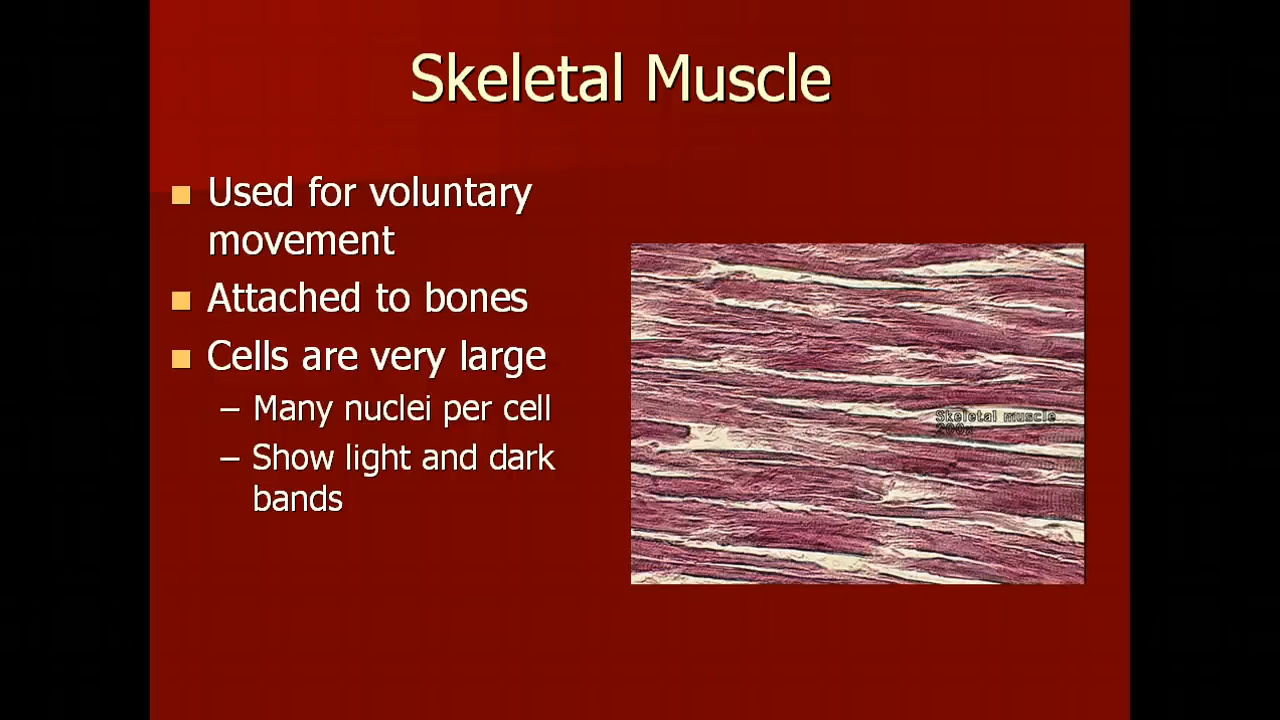 Skeletal Muscle
■ Used for voluntary
movement
■ Attached to bones
■ Cells are very large
– Many nuclei per cell
– Show light and dark
bands
Skeletal muscle
200x